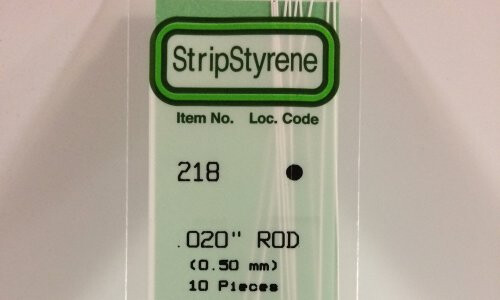 StripStyrene
Item No. Loc. Code
218
.020" ROD
(0.50 mm)
10 Pieces